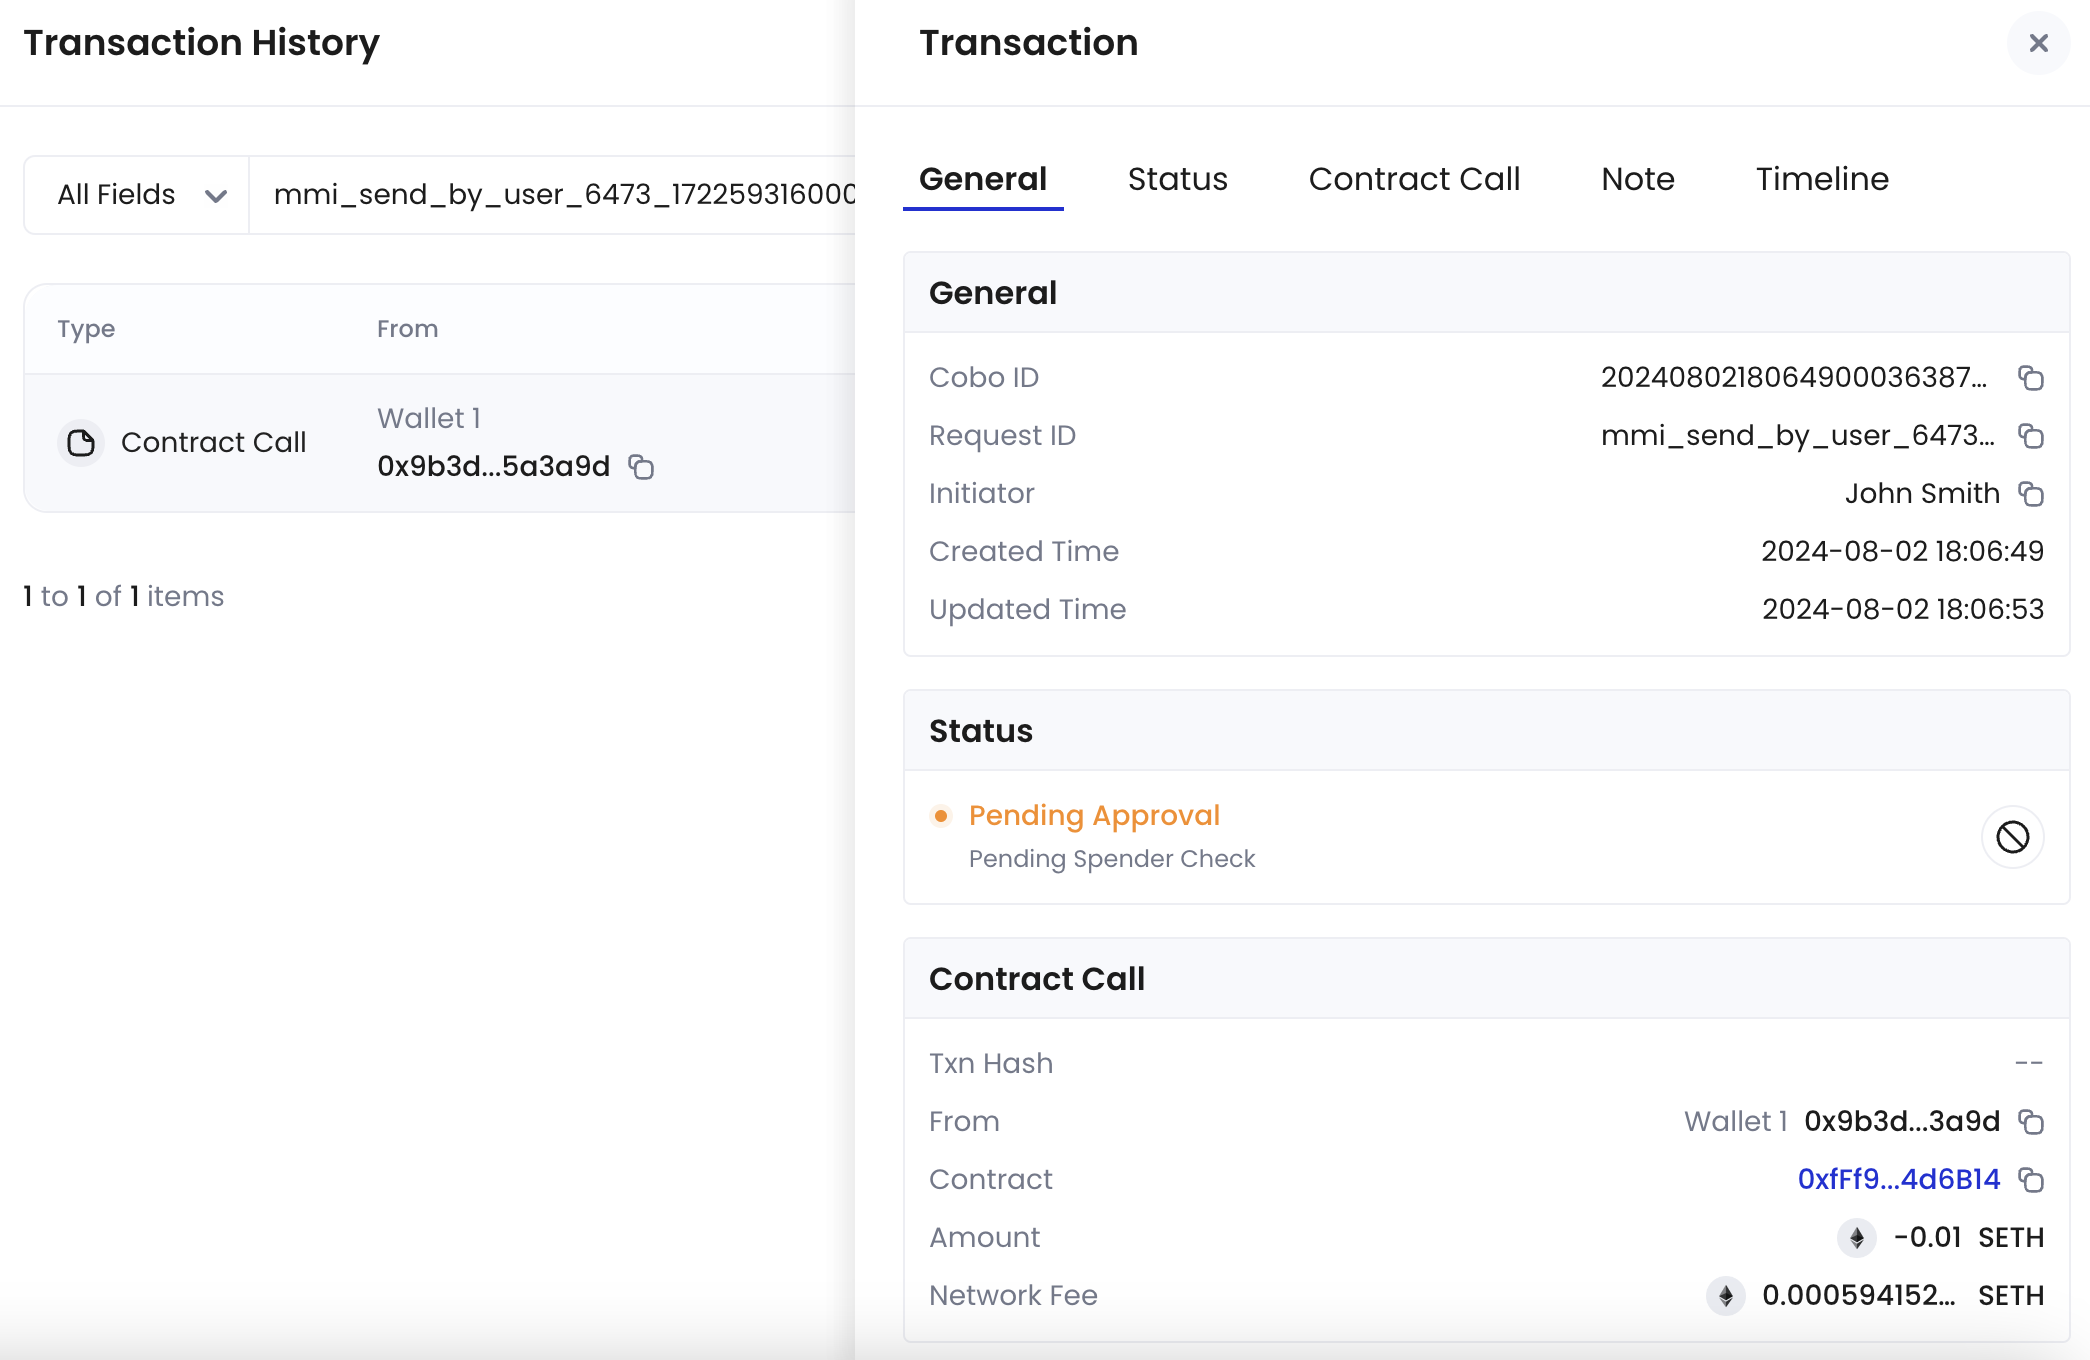 Transaction History
All Fields
mmi_send_by_user_6473_172259316000
Type From
Contract Call
Wallet 1
0x9b3d...5a3a9d
1 to 1 of 1 items
Transaction
General Status Contract Call Note Timeline
General
Cobo ID 2024080218064900036387...
Request ID mmi_send_by_user_6473...
Initiator John Smith
Created Time 2024-08-02 18:06:49
Updated Time 2024-08-02 18:06:53
Status
Pending Approval
Pending Spender Check
Contract Call
Txn Hash --
From Wallet 1 0x9b3d...3a9d
Contract 0xfFf9...4d6B14
Amount -0.01 SETH
Network Fee 0.000594152... SETH